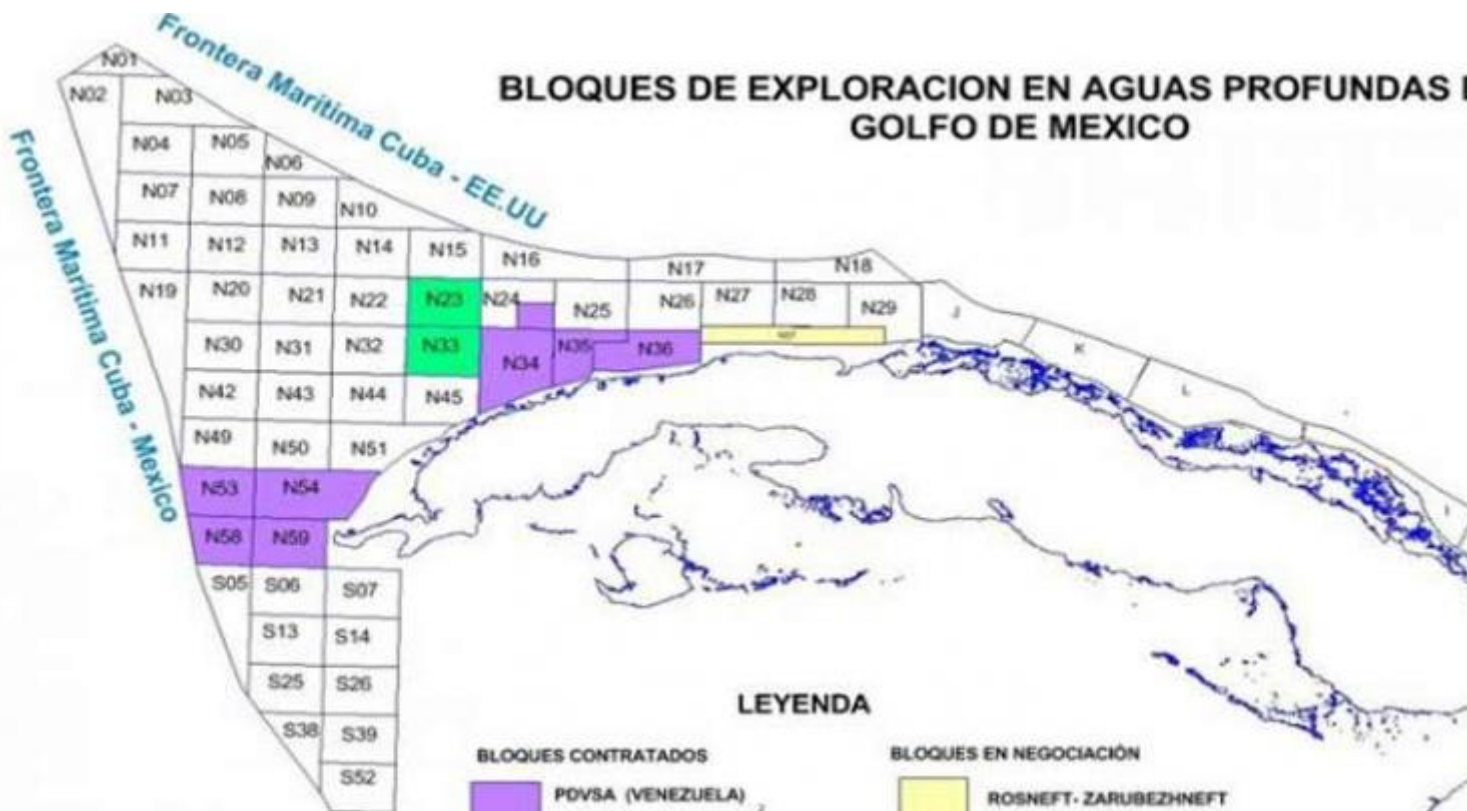 Frontera Marítima Cuba - EE.UU
Frontera Marítima Cuba - Mexico
BLOQUES DE EXPLORACION EN AGUAS PROFUNDAS
GOLFO DE MEXICO
N01
N02
N03
N04
N05
N06
N07
N08
N09
N10
N11
N12
N13
N14
N15
N16
N17
N18
N19
N20
N21
N22
N23
N24
N25
N26
N27
N28
N29
J
K
L
N30
N31
N32
N33
N34
N35
N36
N42
N43
N44
N45
N49
N50
N51
N53
N54
N58
N59
S05
S06
S07
S13
S14
S25
S26
S38
S39
S52
LEYENDA
BLOQUES CONTRATADOS
PDVSA (VENEZUELA)
BLOQUES EN NEGOCIACIÓN
ROSNEFT- ZARUBEZHNEFT